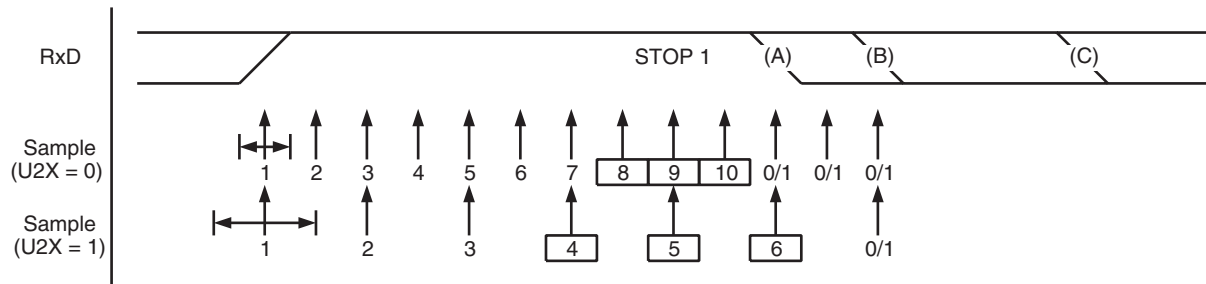 RxD
STOP 1
(A)
(B)
(C)
Sample
(U2X = 0)
1 2 3 4 5 6 7 8 9 10 0/1 0/1 0/1
Sample
(U2X = 1)
1 2 3 4 5 6 0/1